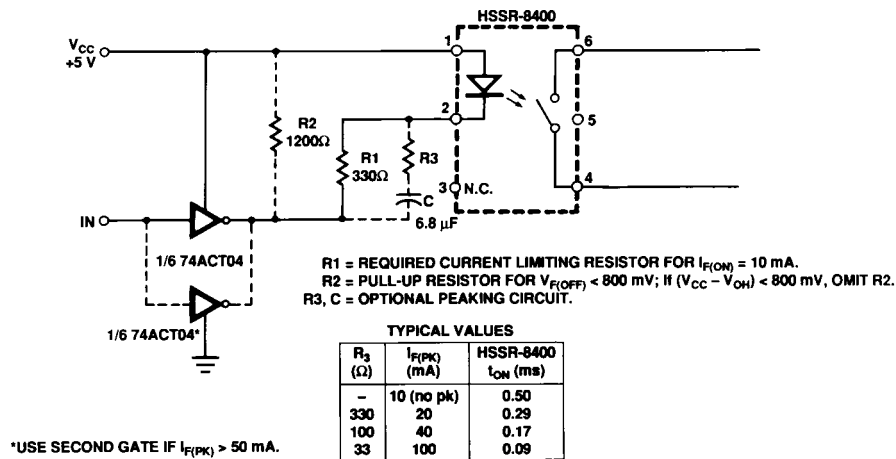 HSSR-8400
V_CC
+5 V
1
6
2
5
R2
1200Ω
R1
330Ω
R3
C
6.8 μF
3
N.C.
4
IN
1/6 74ACT04
1/6 74ACT04*
R1 = REQUIRED CURRENT LIMITING RESISTOR FOR I_F(ON) = 10 mA.
R2 = PULL-UP RESISTOR FOR V_F(OFF) < 800 mV; If (V_CC – V_OH) < 800 mV, OMIT R2.
R3, C = OPTIONAL PEAKING CIRCUIT.
TYPICAL VALUES
R_3 (Ω) I_F(PK) (mA) HSSR-8400 t_ON (ms)
– 10 (no pk) 0.50
330 20 0.29
100 40 0.17
33 100 0.09
*USE SECOND GATE IF I_F(PK) > 50 mA.